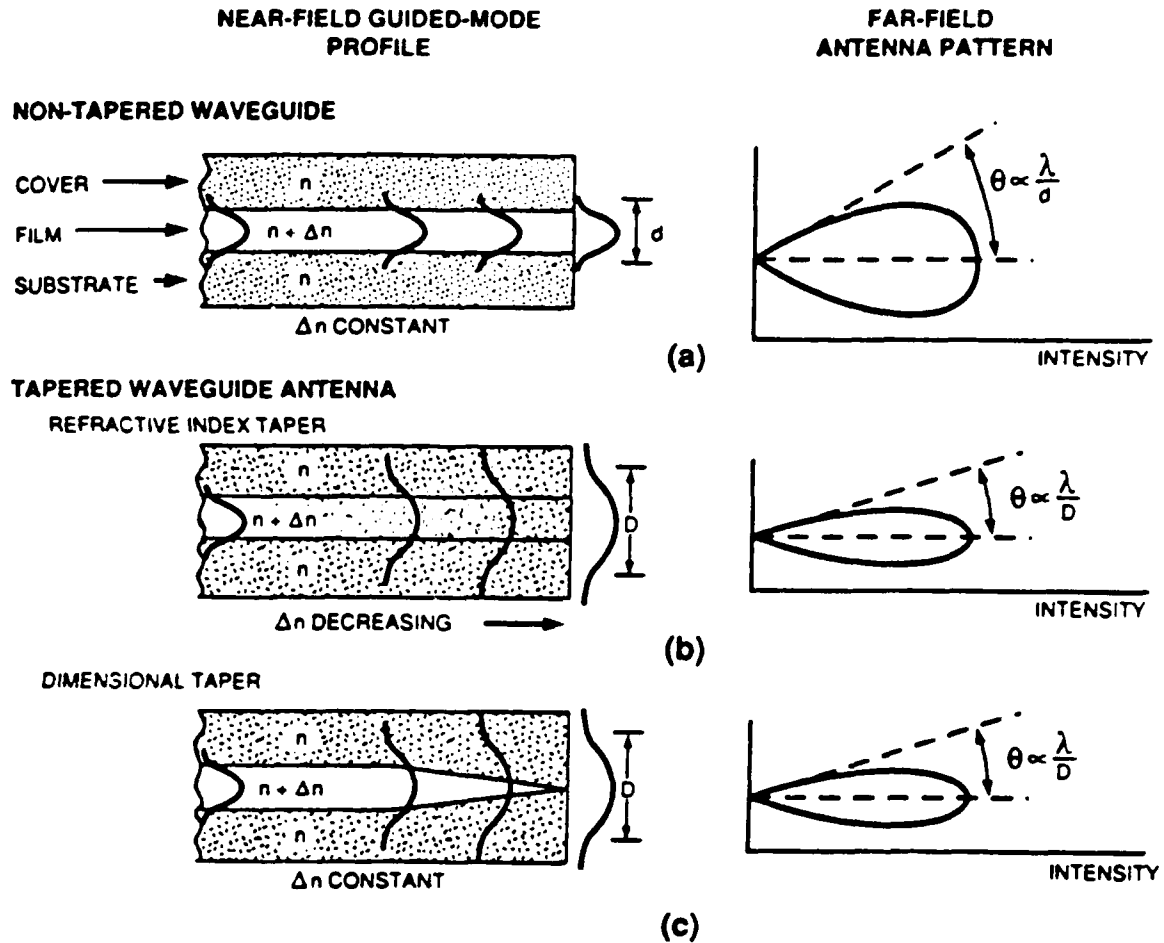 NEAR-FIELD GUIDED-MODE
PROFILE
FAR-FIELD
ANTENNA PATTERN
NON-TAPERED WAVEGUIDE
COVER
FILM
SUBSTRATE
n
n + Δn
n
d
Δn CONSTANT
θ ∝ λ/d
INTENSITY
(a)
TAPERED WAVEGUIDE ANTENNA
REFRACTIVE INDEX TAPER
n
n + Δn
n
D
Δn DECREASING
θ ∝ λ/D
INTENSITY
(b)
DIMENSIONAL TAPER
n
n + Δn
n
D
Δn CONSTANT
θ ∝ λ/D
INTENSITY
(c)